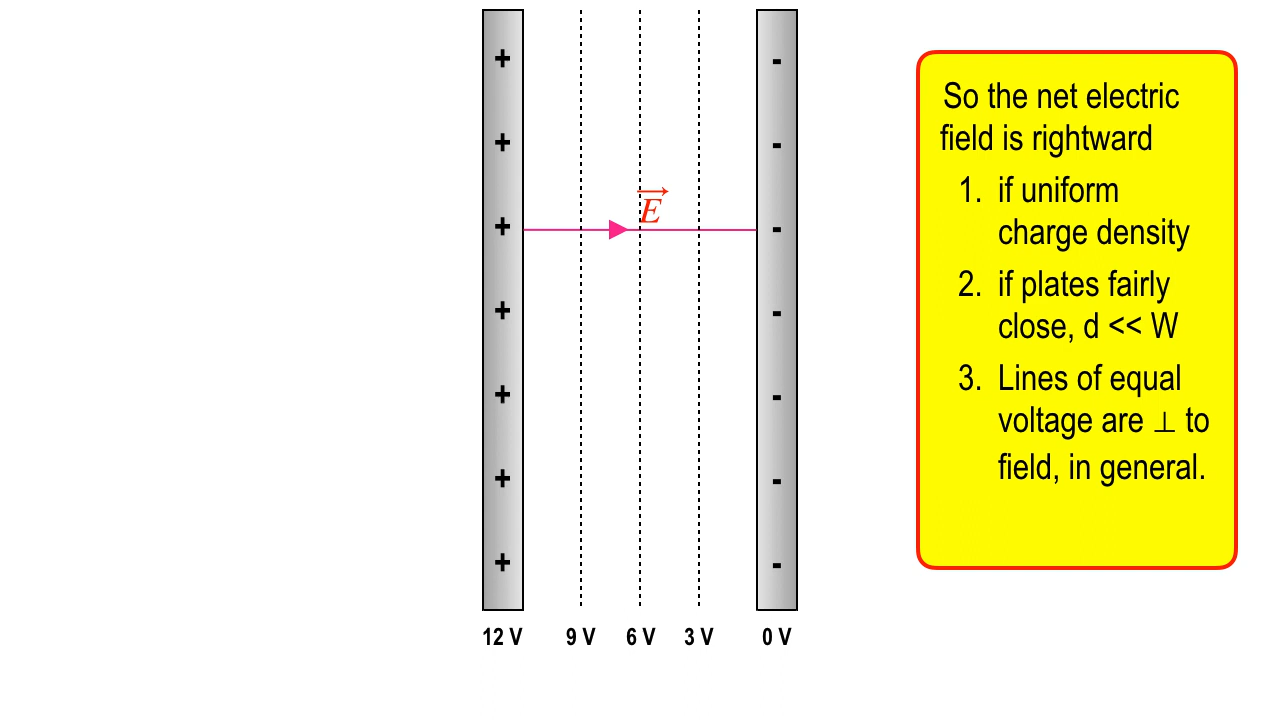 + -
+ -
E
+ -
+ -
+ -
+ -
+ -
12 V 9 V 6 V 3 V 0 V
So the net electric
field is rightward
1. if uniform
charge density
2. if plates fairly
close, d << W
3. Lines of equal
voltage are ⊥ to
field, in general.